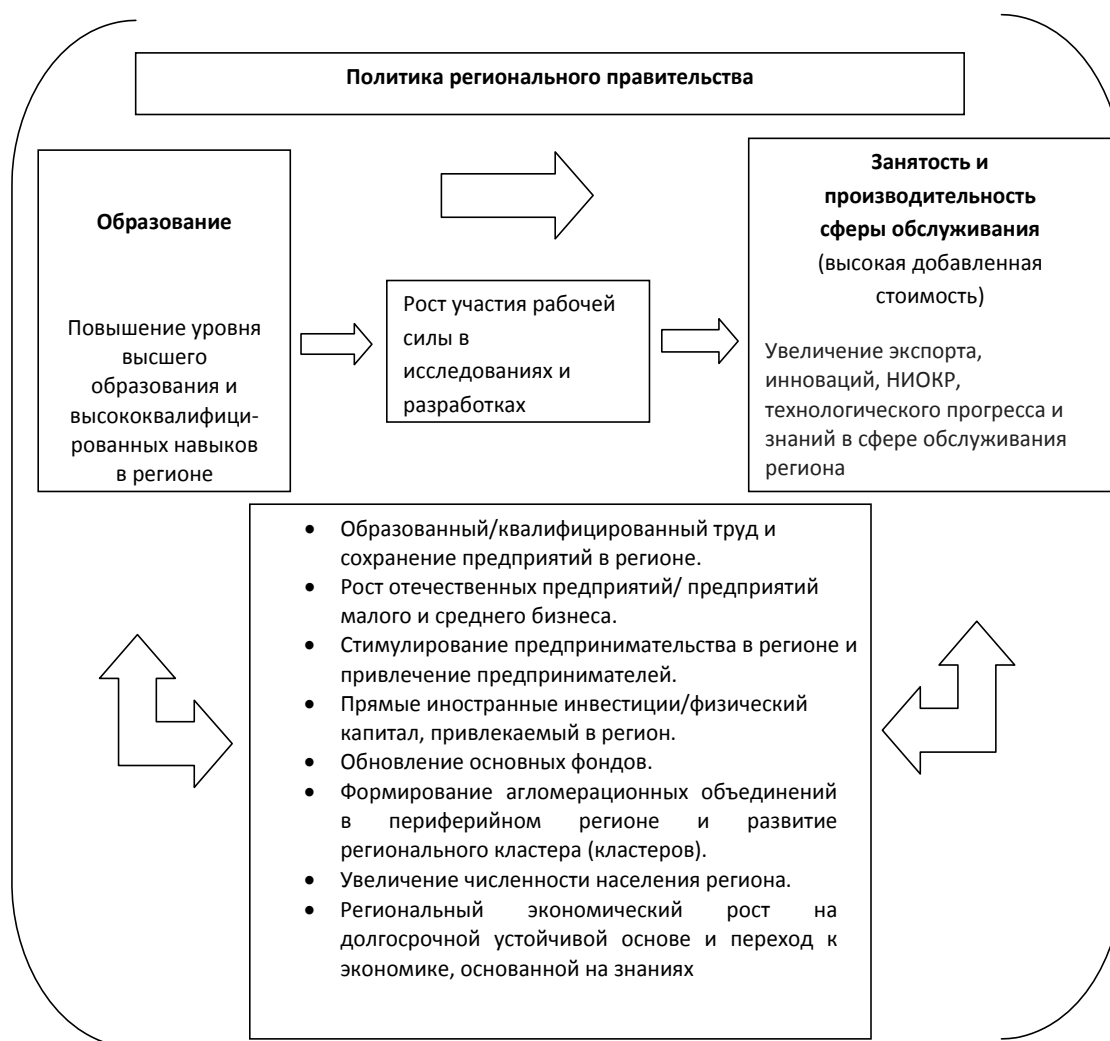 Политика регионального правительства
Образование
Повышение уровня
высшего
образования и
высококвалифици-
рованных навыков
в регионе
Рост участия рабочей
силы в
исследованиях и
разработках
Занятость и
производительность
сферы обслуживания
(высокая добавленная
стоимость)
Увеличение экспорта,
инноваций, НИОКР,
технологического прогресса и
знаний в сфере обслуживания
региона
• Образованный/квалифицированный труд и
сохранение предприятий в регионе.
• Рост отечественных предприятий/ предприятий
малого и среднего бизнеса.
• Стимулирование предпринимательства в регионе и
привлечение предпринимателей.
• Прямые иностранные инвестиции/физический
капитал, привлекаемый в регион.
• Обновление основных фондов.
• Формирование агломерационных объединений
в периферийном регионе и развитие
регионального кластера (кластеров).
• Увеличение численности населения региона.
• Региональный экономический рост на
долгосрочной устойчивой основе и переход к
экономике, основанной на знаниях